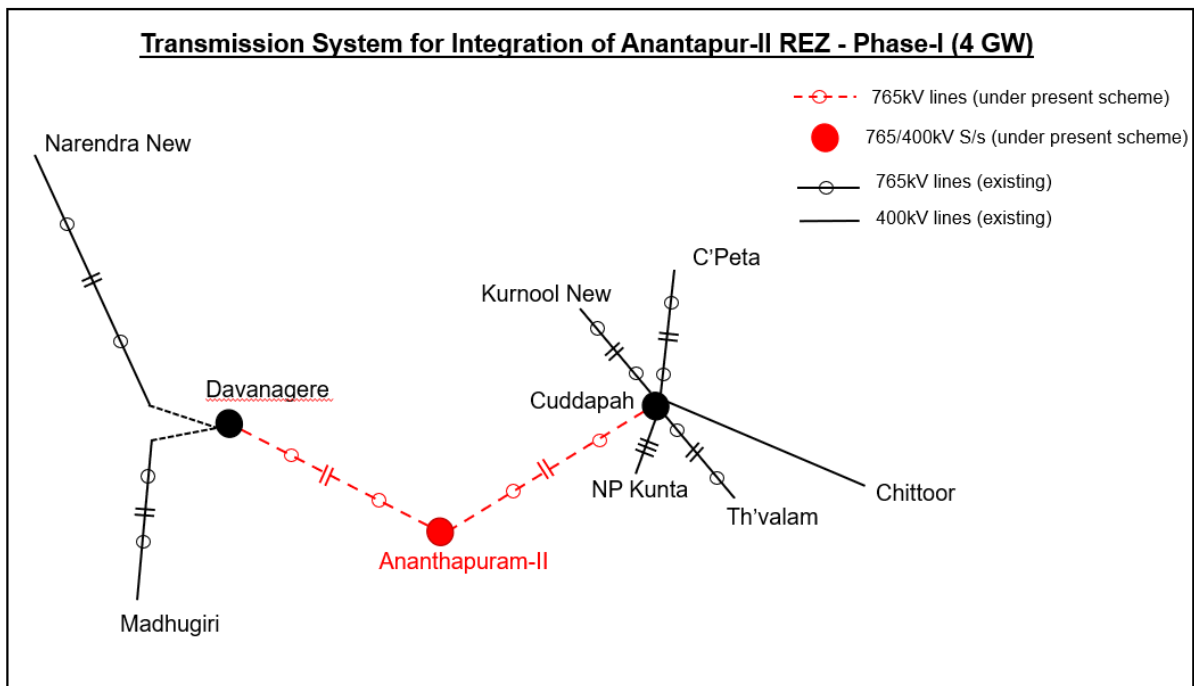 Transmission System for Integration of Anantapur-II REZ - Phase-I (4 GW)
765kV lines (under present scheme)
765/400kV S/s (under present scheme)
765kV lines (existing)
400kV lines (existing)
Narendra New
C'Peta
Kurnool New
Davanagere
Cuddapah
NP Kunta
Chittoor
Th'valam
Ananthapuram-II
Madhugiri